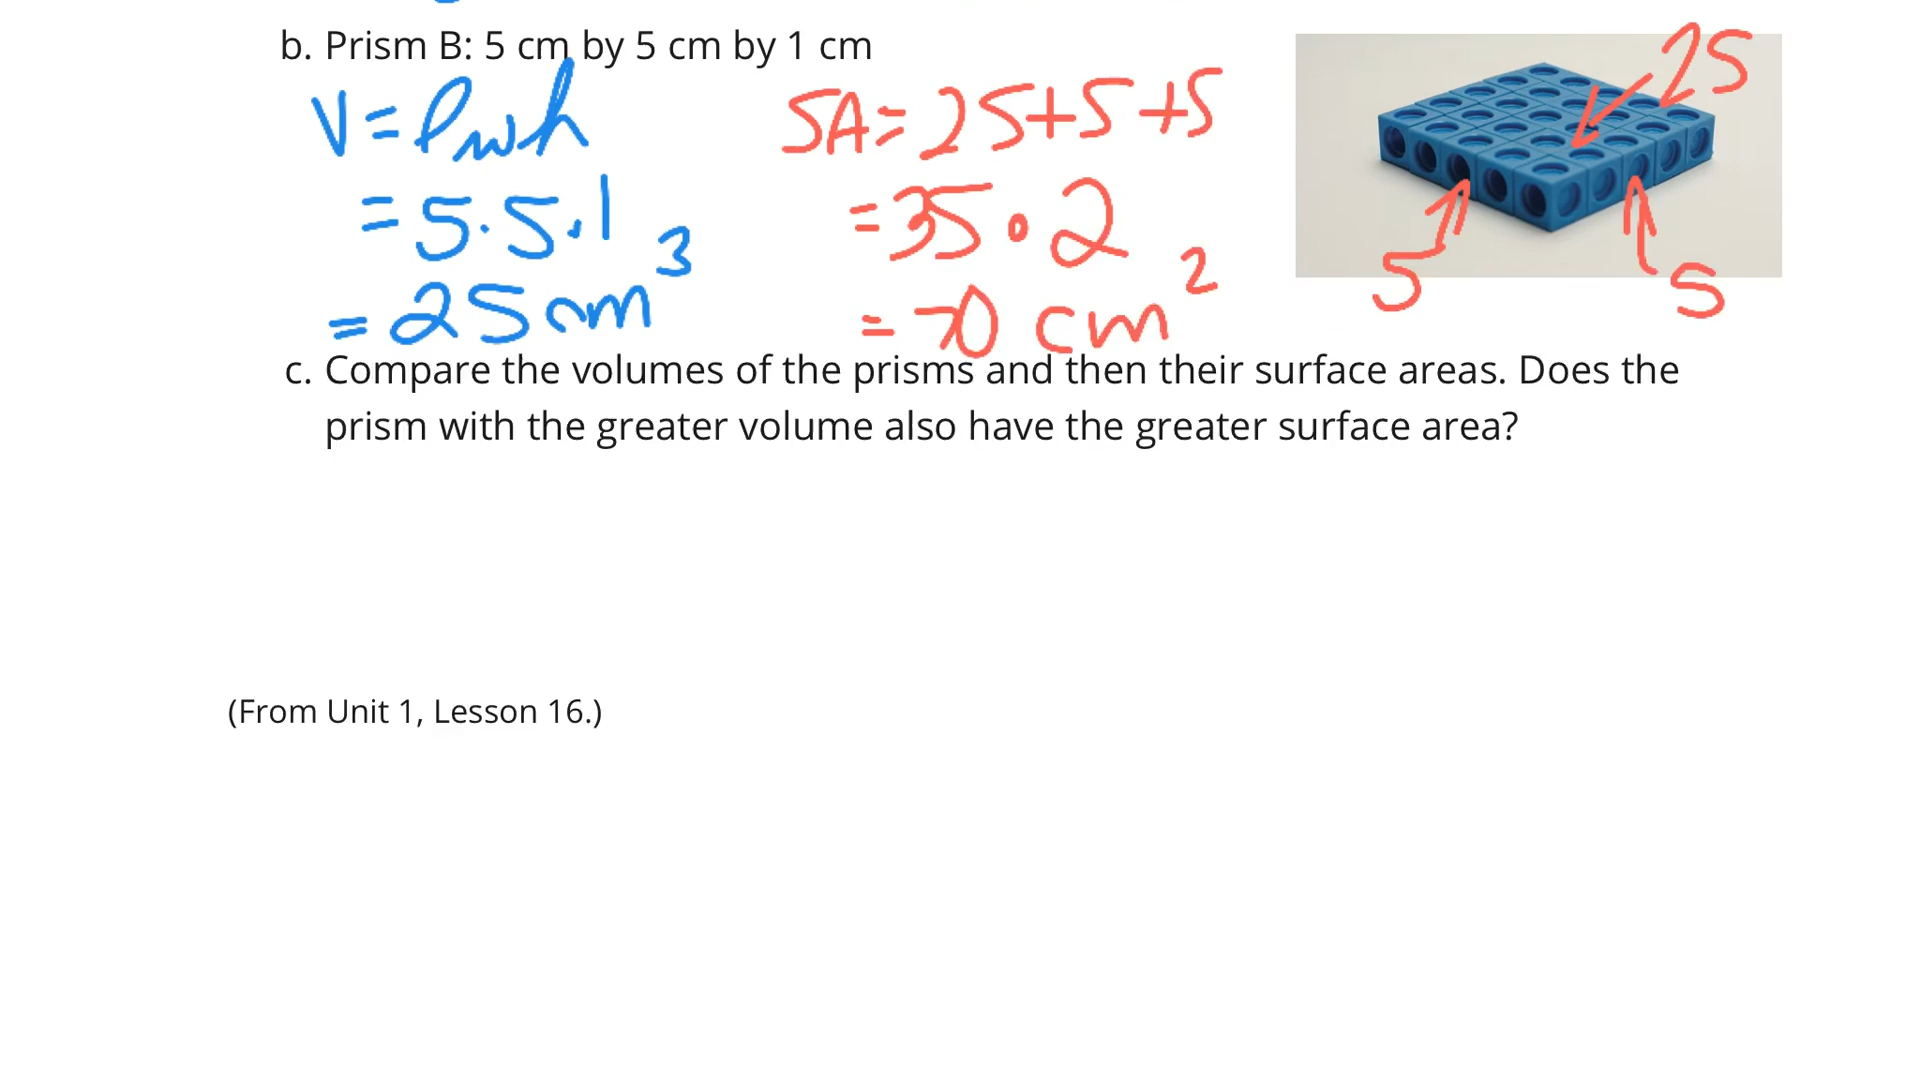 b. Prism B: 5 cm by 5 cm by 1 cm
V = lwh
= 5·5·1
= 25 cm³
SA = 25+5+5
= 35·2
= 70 cm²
25
5
5
c. Compare the volumes of the prisms and then their surface areas. Does the
prism with the greater volume also have the greater surface area?
(From Unit 1, Lesson 16.)